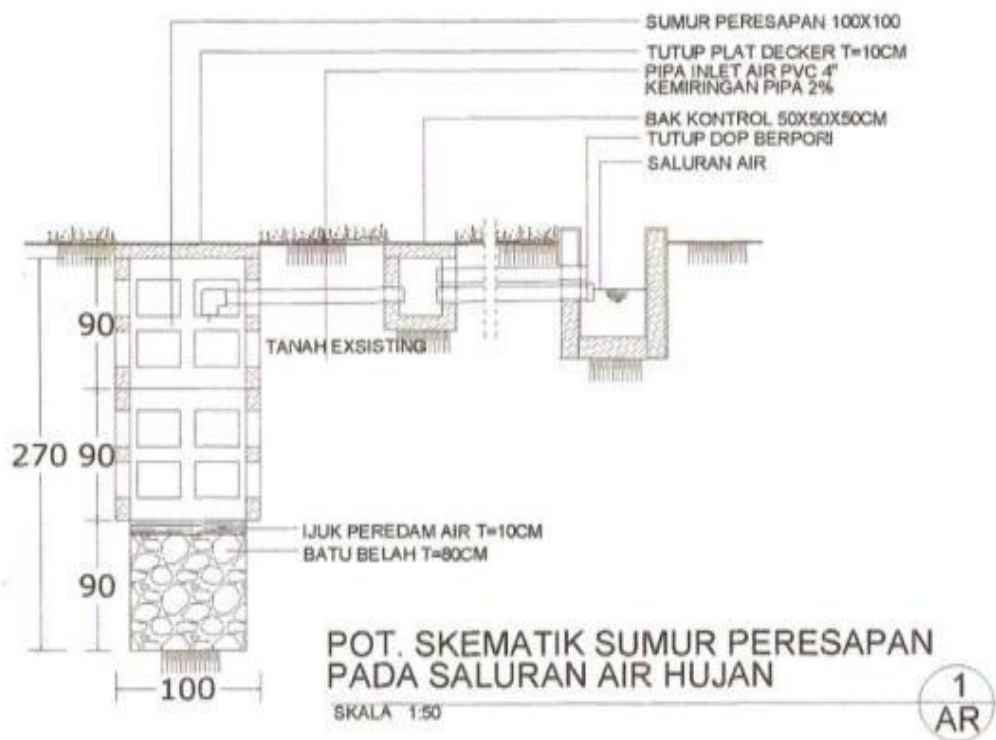 SUMUR PERESAPAN 100X100
TUTUP PLAT DECKER T=10CM
PIPA INLET AIR PVC 4"
KEMIRINGAN PIPA 2%
BAK KONTROL 50X50X50CM
TUTUP DOP BERPORI
SALURAN AIR
90
TANAH EXSISTING
270
90
IJUK PEREDAM AIR T=10CM
BATU BELAH T=80CM
90
100
POT. SKEMATIK SUMUR PERESAPAN
PADA SALURAN AIR HUJAN
SKALA 1:50
1
AR